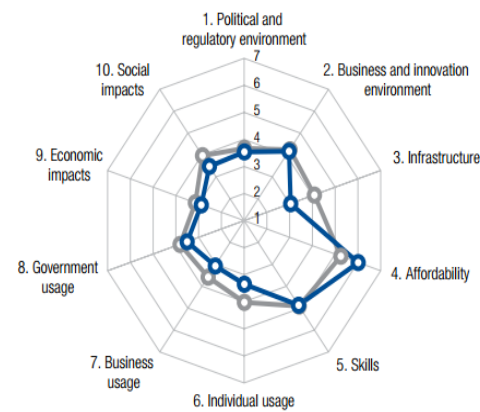 1. Political and
regulatory environment
7
6
5
4
3
2
1
2. Business and innovation
environment
3. Infrastructure
4. Affordability
5. Skills
6. Individual usage
7. Business
usage
8. Government
usage
9. Economic
impacts
10. Social
impacts